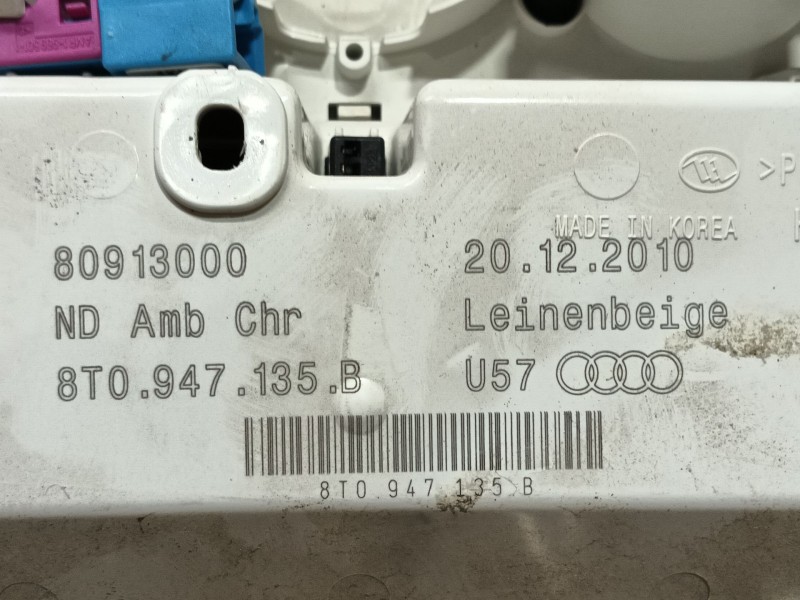 >P
MADE IN KOREA
80913000
20.12.2010
ND Amb Chr
Leinenbeige
8T0.947.135.B
U57
8T0 947 135 B